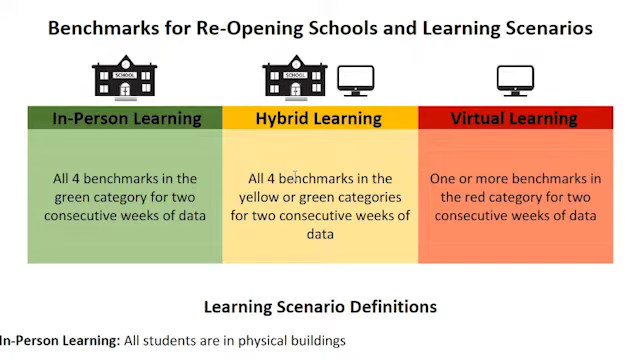 Benchmarks for Re-Opening Schools and Learning Scenarios
SCHOOL
SCHOOL
In-Person Learning
Hybrid Learning
Virtual Learning
All 4 benchmarks in the
green category for two
consecutive weeks of data
All 4 benchmarks in the
yellow or green categories
for two consecutive weeks of
data
One or more benchmarks in
the red category for two
consecutive weeks of data
Learning Scenario Definitions
In-Person Learning: All students are in physical buildings